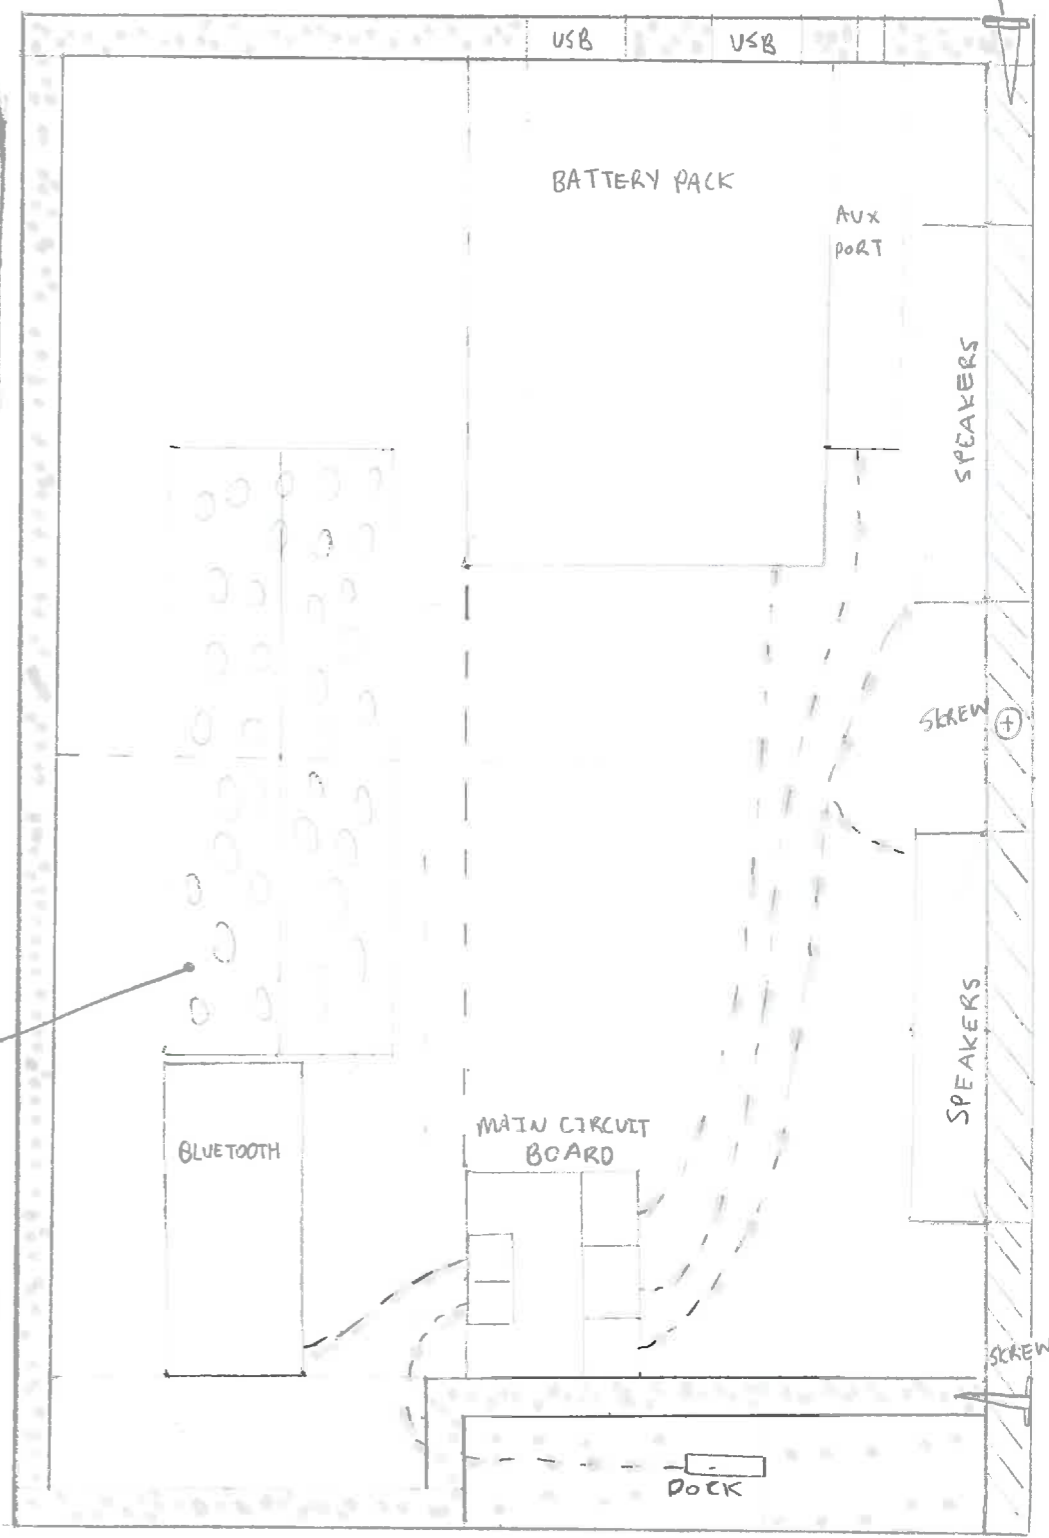 USB
USB
BATTERY PACK
AUX
PORT
SPEAKERS
SKREW
SPEAKERS
MAIN CIRCUIT
BOARD
BLUETOOTH
SCREW
DOCK